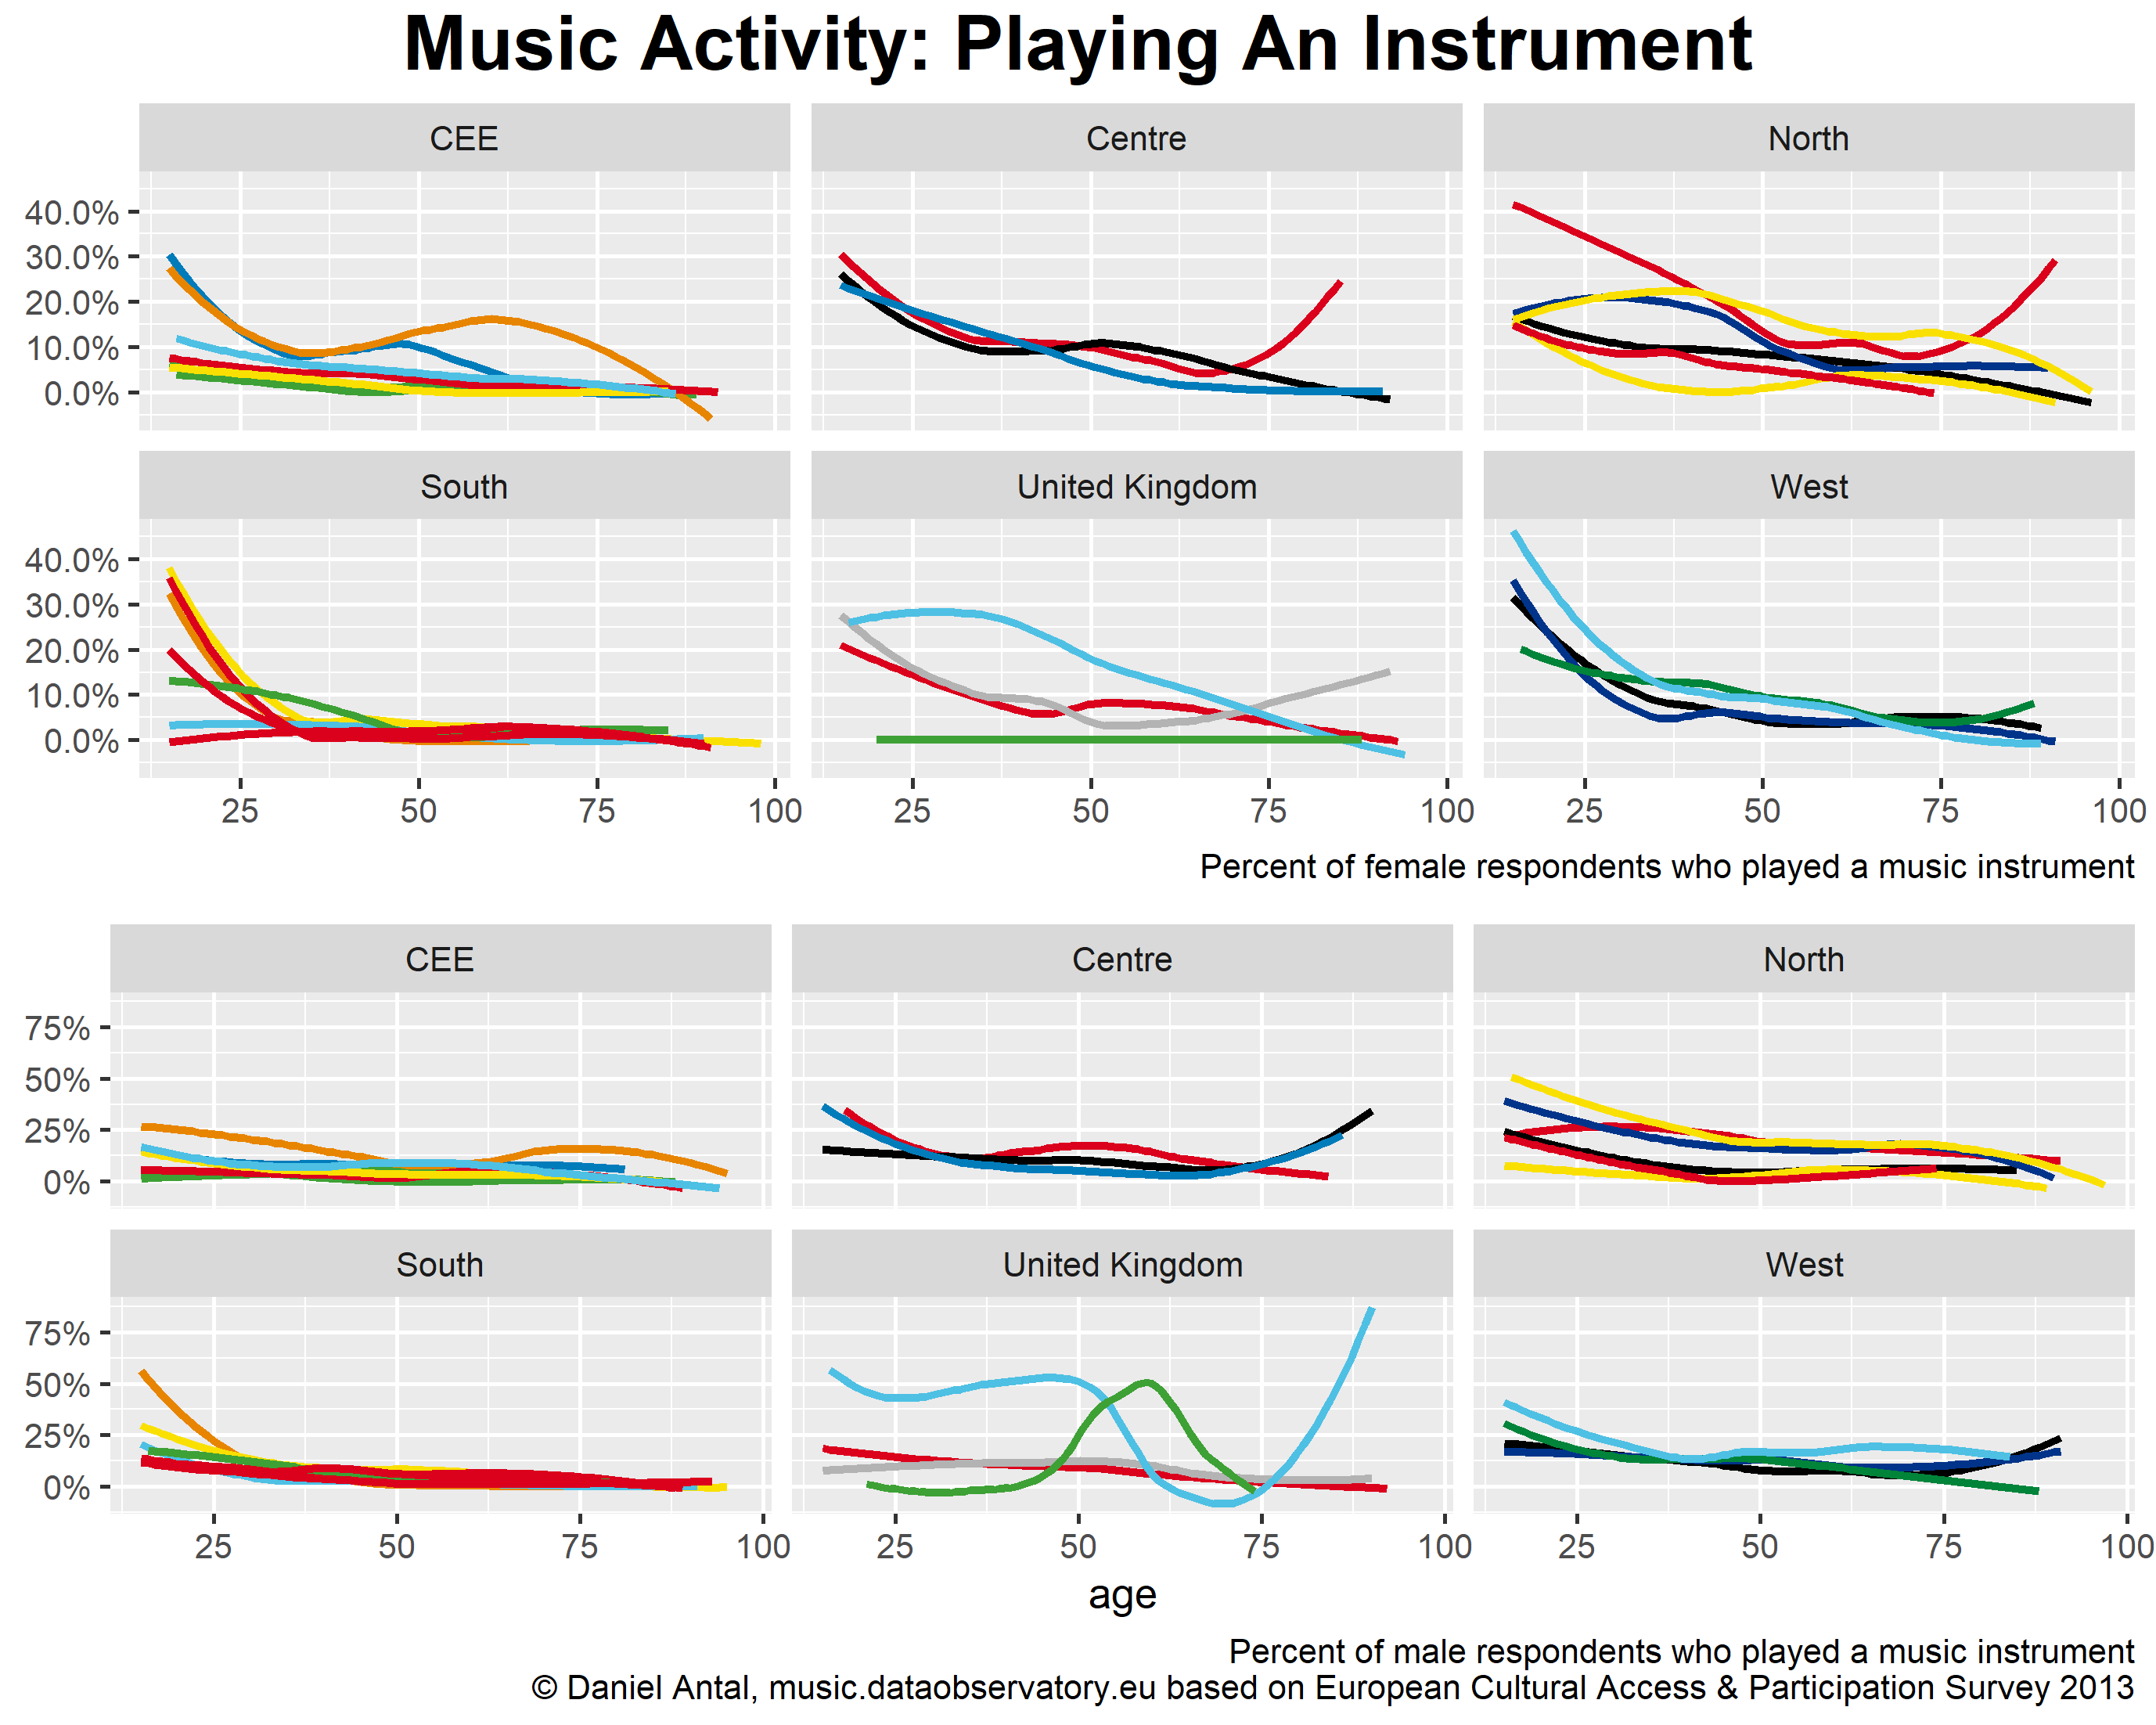 Music Activity: Playing An Instrument
CEE
Centre
North
40.0%
30.0%
20.0%
10.0%
0.0%
South
United Kingdom
West
40.0%
30.0%
20.0%
10.0%
0.0%
25 50 75 100 25 50 75 100 25 50 75 100
Percent of female respondents who played a music instrument
CEE
Centre
North
75%
50%
25%
0%
South
United Kingdom
West
75%
50%
25%
0%
25 50 75 100 25 50 75 100 25 50 75 100
age
Percent of male respondents who played a music instrument
© Daniel Antal, music.dataobservatory.eu based on European Cultural Access & Participation Survey 2013